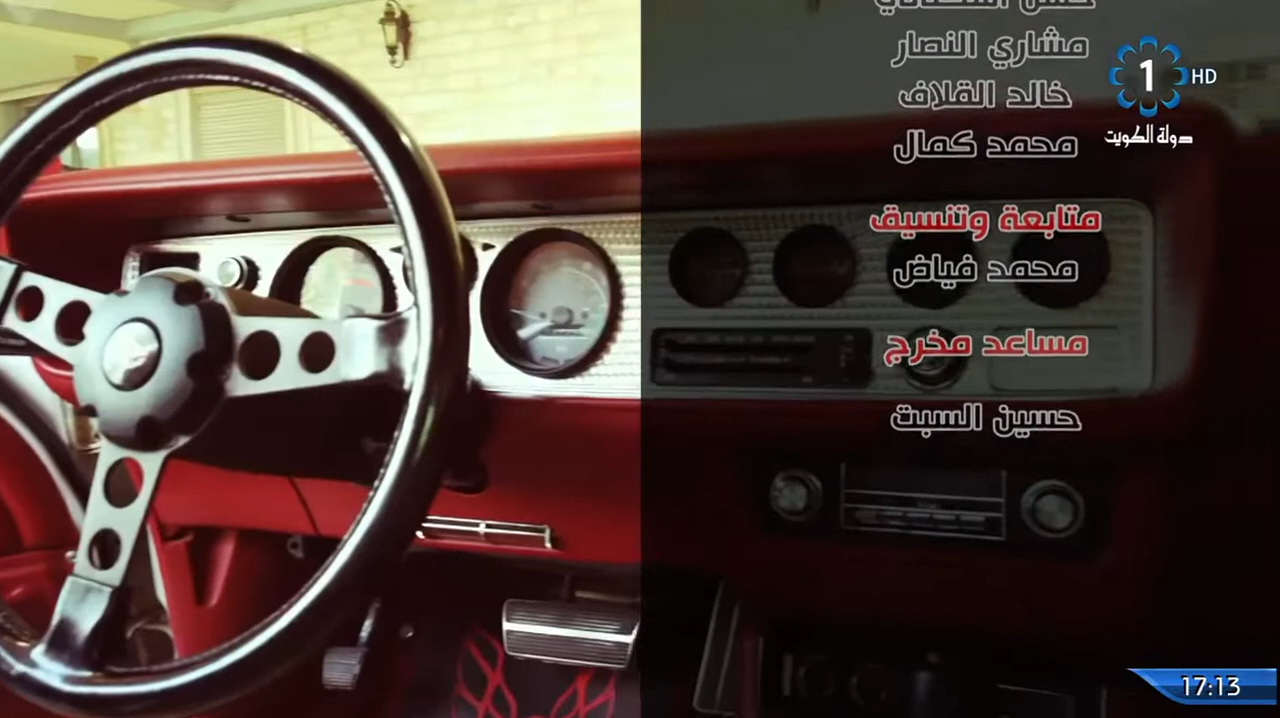 مشاري النصار
خالد القلاف
محمد كمال
متابعة وتنسيق
محمد فياض
مساعد مخرج
حسين السبت
1 HD
دولة الكويت
17:13